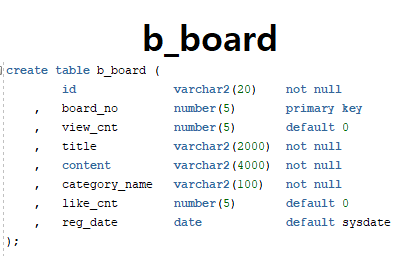 b_board
create table b_board (
id varchar2(20) not null
, board_no number(5) primary key
, view_cnt number(5) default 0
, title varchar2(2000) not null
, content varchar2(4000) not null
, category_name varchar2(100) not null
, like_cnt number(5) default 0
, reg_date date default sysdate
);